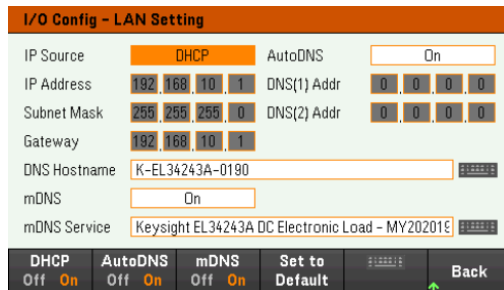 I/O Config - LAN Setting
IP Source DHCP AutoDNS On
IP Address 192.168.10.1 DNS(1) Addr 0.0.0.0
Subnet Mask 255.255.255.0 DNS(2) Addr 0.0.0.0
Gateway 192.168.10.1
DNS Hostname K-EL34243A-0190
mDNS On
mDNS Service Keysight EL34243A DC Electronic Load - MY202019
DHCP AutoDNS mDNS Set to
Off On Off On Off On Default Back